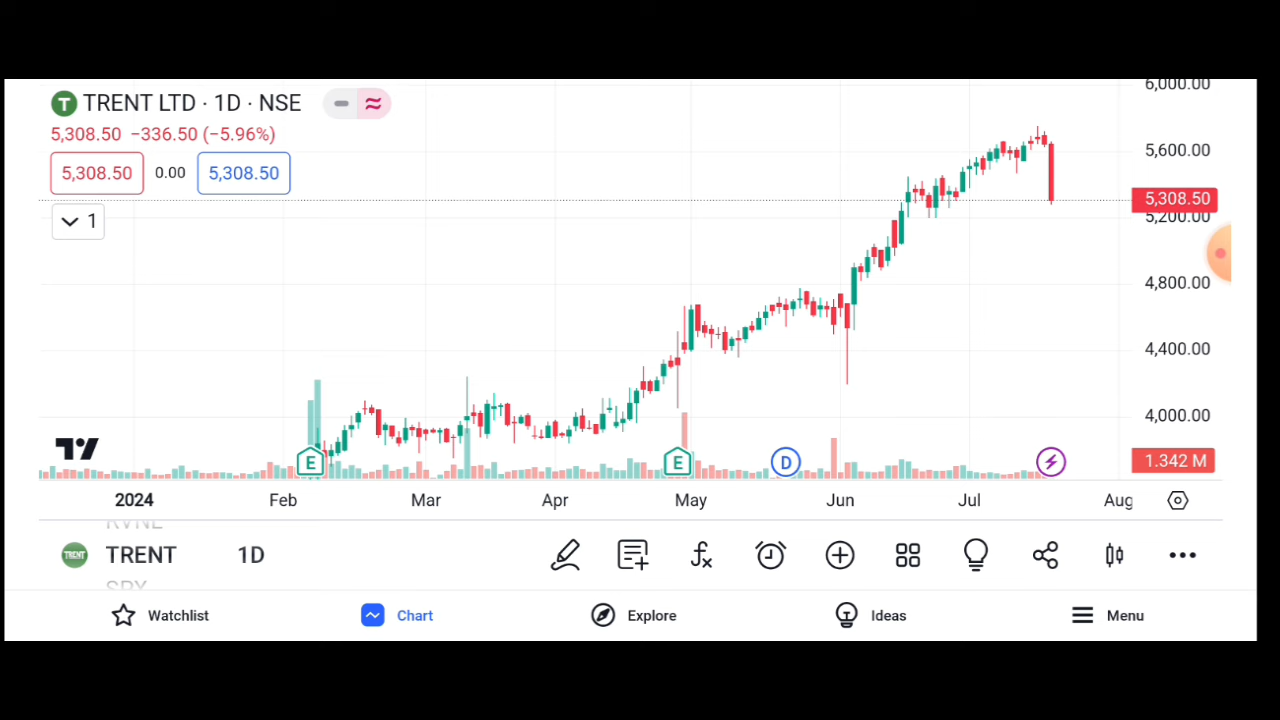 6,000.00
T TRENT LTD · 1D · NSE
5,308.50 −336.50 (−5.96%)
5,308.50 0.00 5,308.50
1
5,600.00
5,308.50
5,200.00
4,800.00
4,400.00
4,000.00
E E D
1.342 M
2024 Feb Mar Apr May Jun Jul Aug
RVNL
TRENT TRENT 1D
SPY
Watchlist Chart Explore Ideas Menu